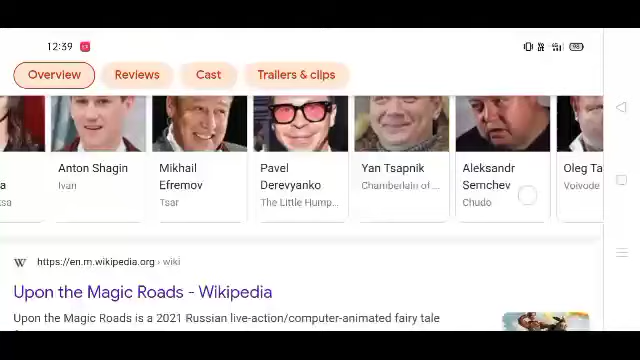 12:39
Overview
Reviews
Cast
Trailers & clips
Anton Shagin
Ivan
Mikhail
Efremov
Tsar
Pavel
Derevyanko
The Little Hump...
Yan Tsapnik
Chamberlain of ...
Aleksandr
Semchev
Chudo
Oleg Ta
Voivode
https://en.m.wikipedia.org › wiki
Upon the Magic Roads - Wikipedia
Upon the Magic Roads is a 2021 Russian live-action/computer-animated fairy tale